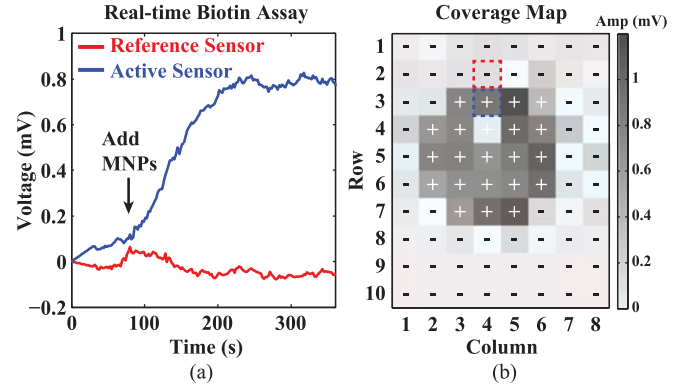 Real-time Biotin Assay
Reference Sensor
Active Sensor
Add
MNPs
Voltage (mV)
1
0.8
0.6
0.4
0.2
0
−0.2
0 100 200 300
Time (s)
(a)
Coverage Map
Amp (mV)
Row
1 - - - - - - - -
2 - - - - - - - -
3 - - + + + + - -
4 - + + + + + - -
5 - + + + + + - -
6 - + + + + + - -
7 - - + + + - - -
8 - - - - - - - -
9 - - - - - - - -
10 - - - - - - - -
1 2 3 4 5 6 7 8
Column
1
0.8
0.6
0.4
0.2
0
(b)